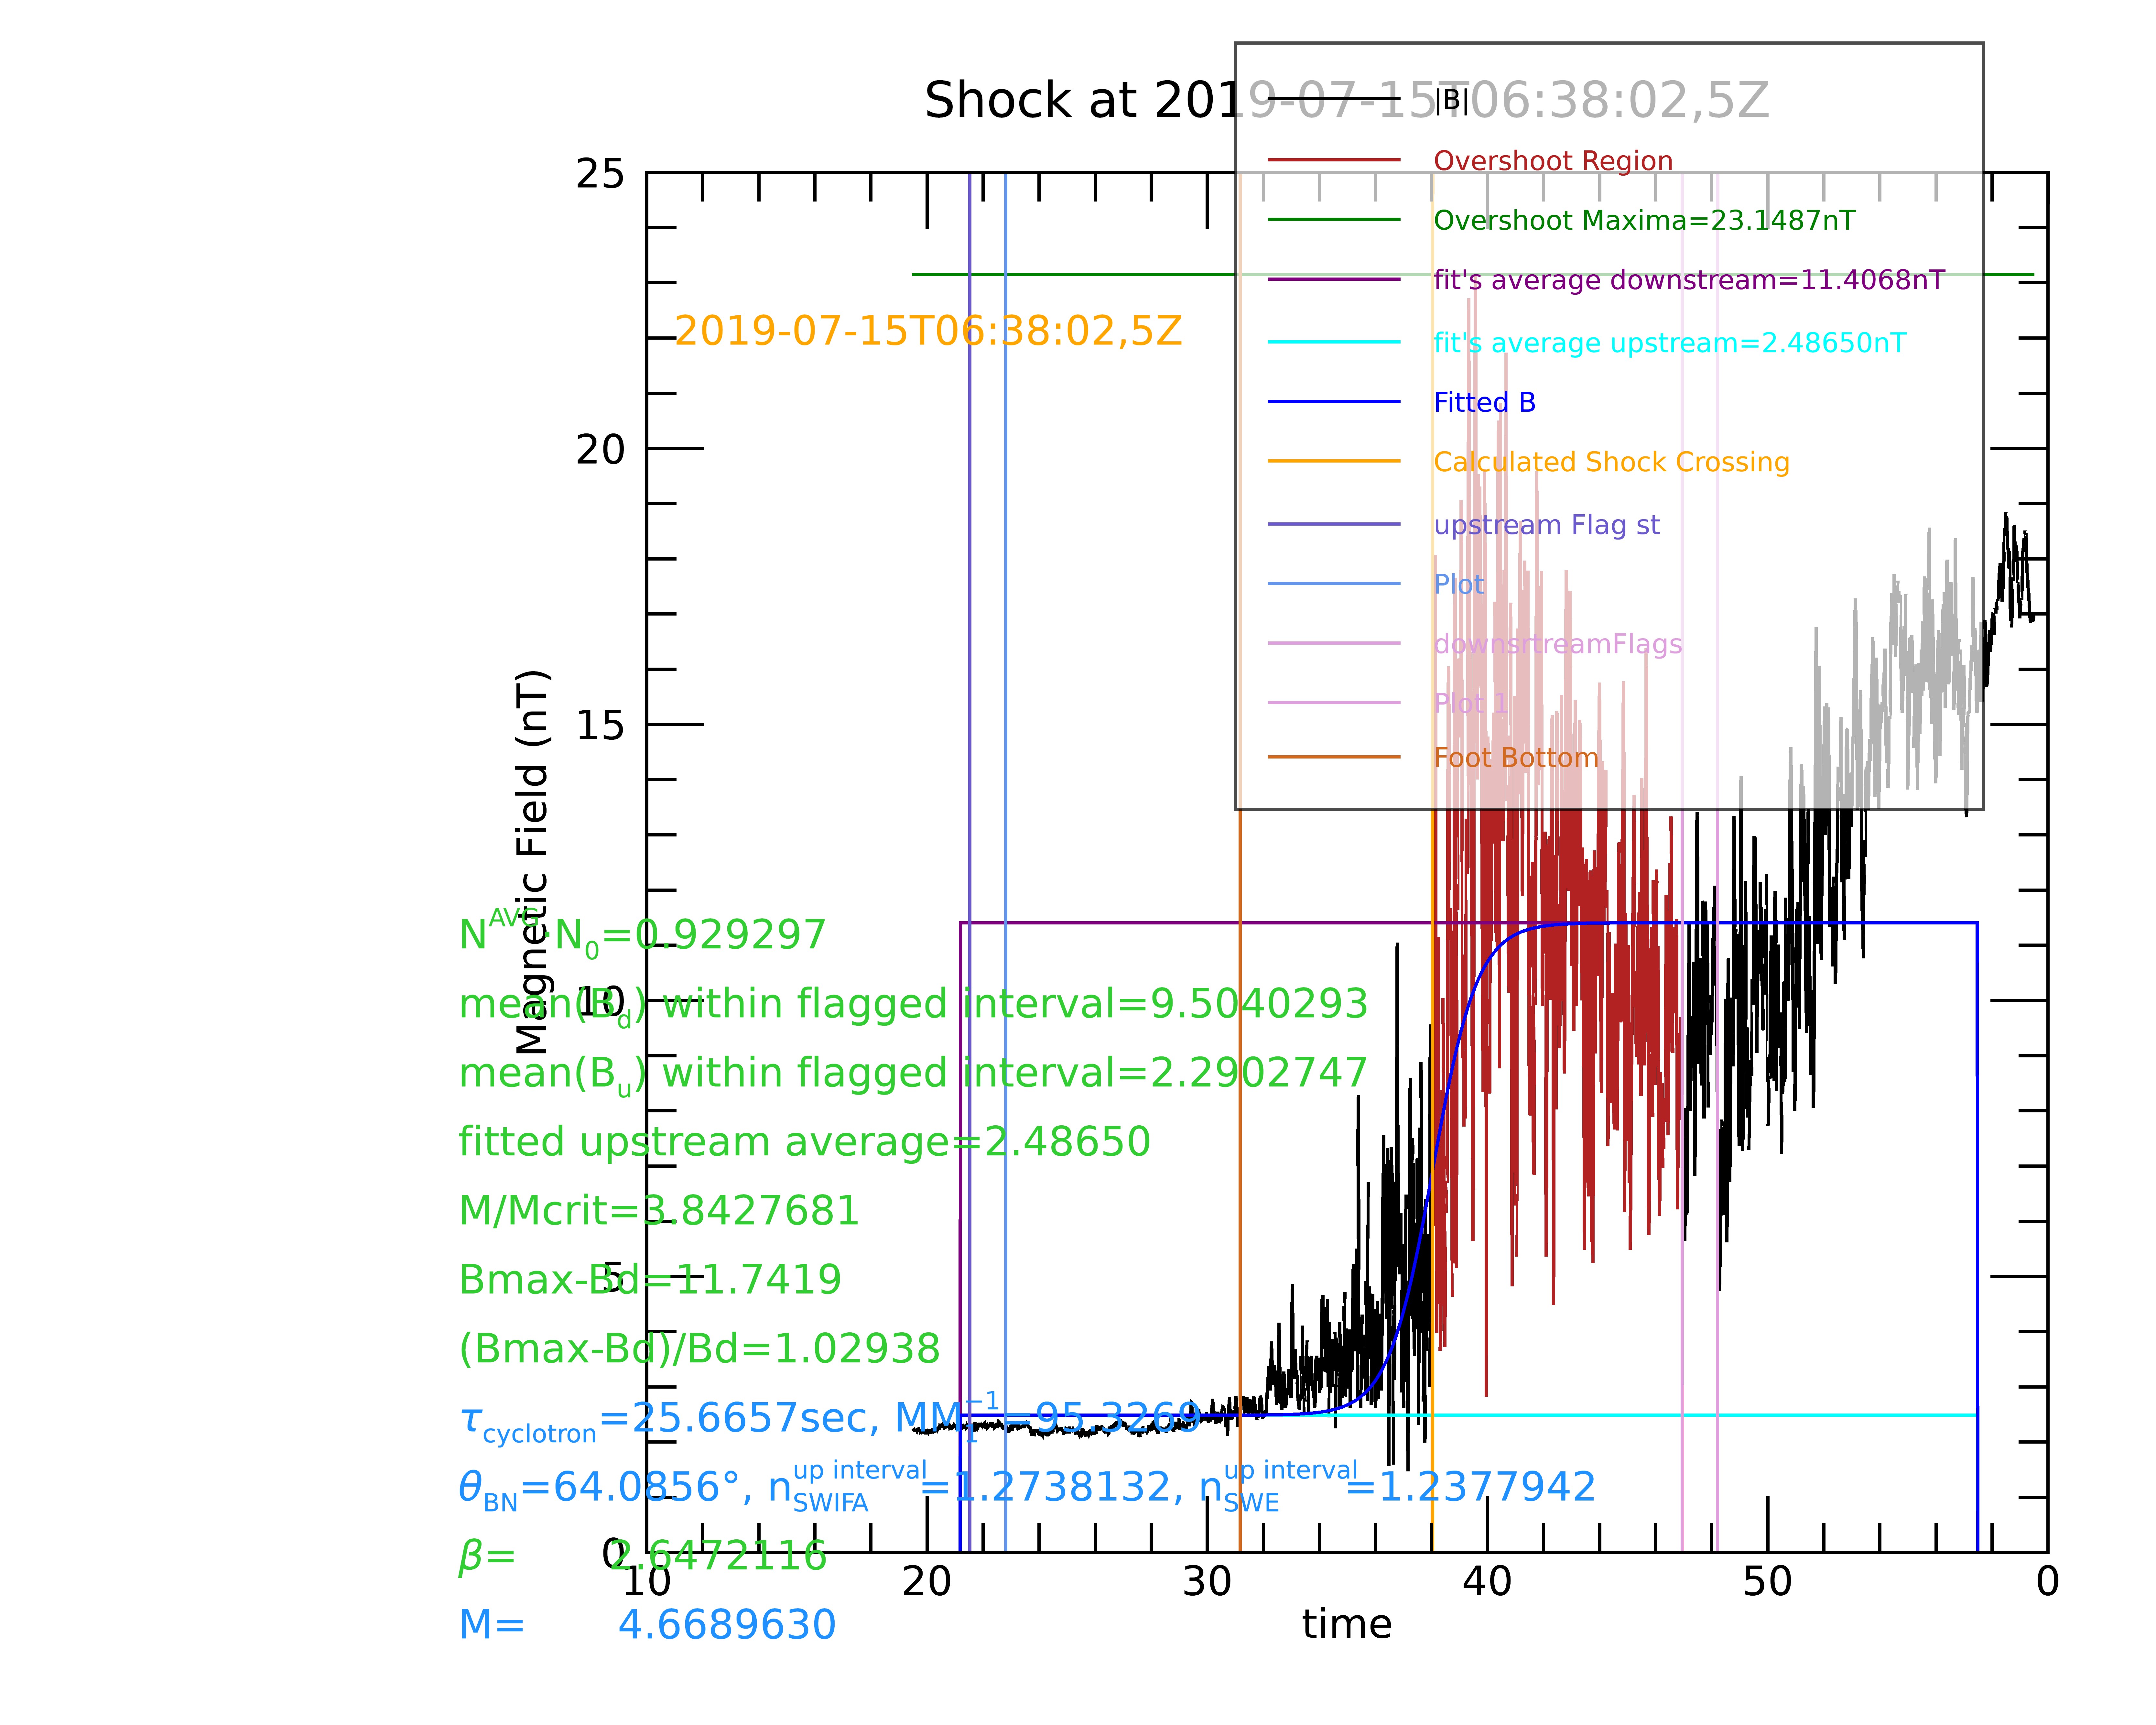 Shock at 2019-07-15T06:38:02,5Z
|B|
Overshoot Region
Overshoot Maxima=23.1487nT
fit's average downstream=11.4068nT
fit's average upstream=2.48650nT
Fitted B
Calculated Shock Crossing
upstream Flag st
Plot
downsrtreamFlags
Plot 1
Foot Bottom
2019-07-15T06:38:02,5Z
Magnetic Field (nT)
25
20
15
10
5
0
N^AVG-N_0=0.929297
mean(B_d) within flagged interval=9.5040293
mean(B_u) within flagged interval=2.2902747
fitted upstream average=2.48650
M/Mcrit=3.8427681
Bmax-Bd=11.7419
(Bmax-Bd)/Bd=1.02938
τ_cyclotron=25.6657sec, MM_1^−1=95.3269
θ_BN=64.0856°, n_SWIFA^up interval=1.2738132, n_SWE^up interval=1.2377942
β= 2.6472116
M= 4.6689630
10 20 30 40 50 0
time